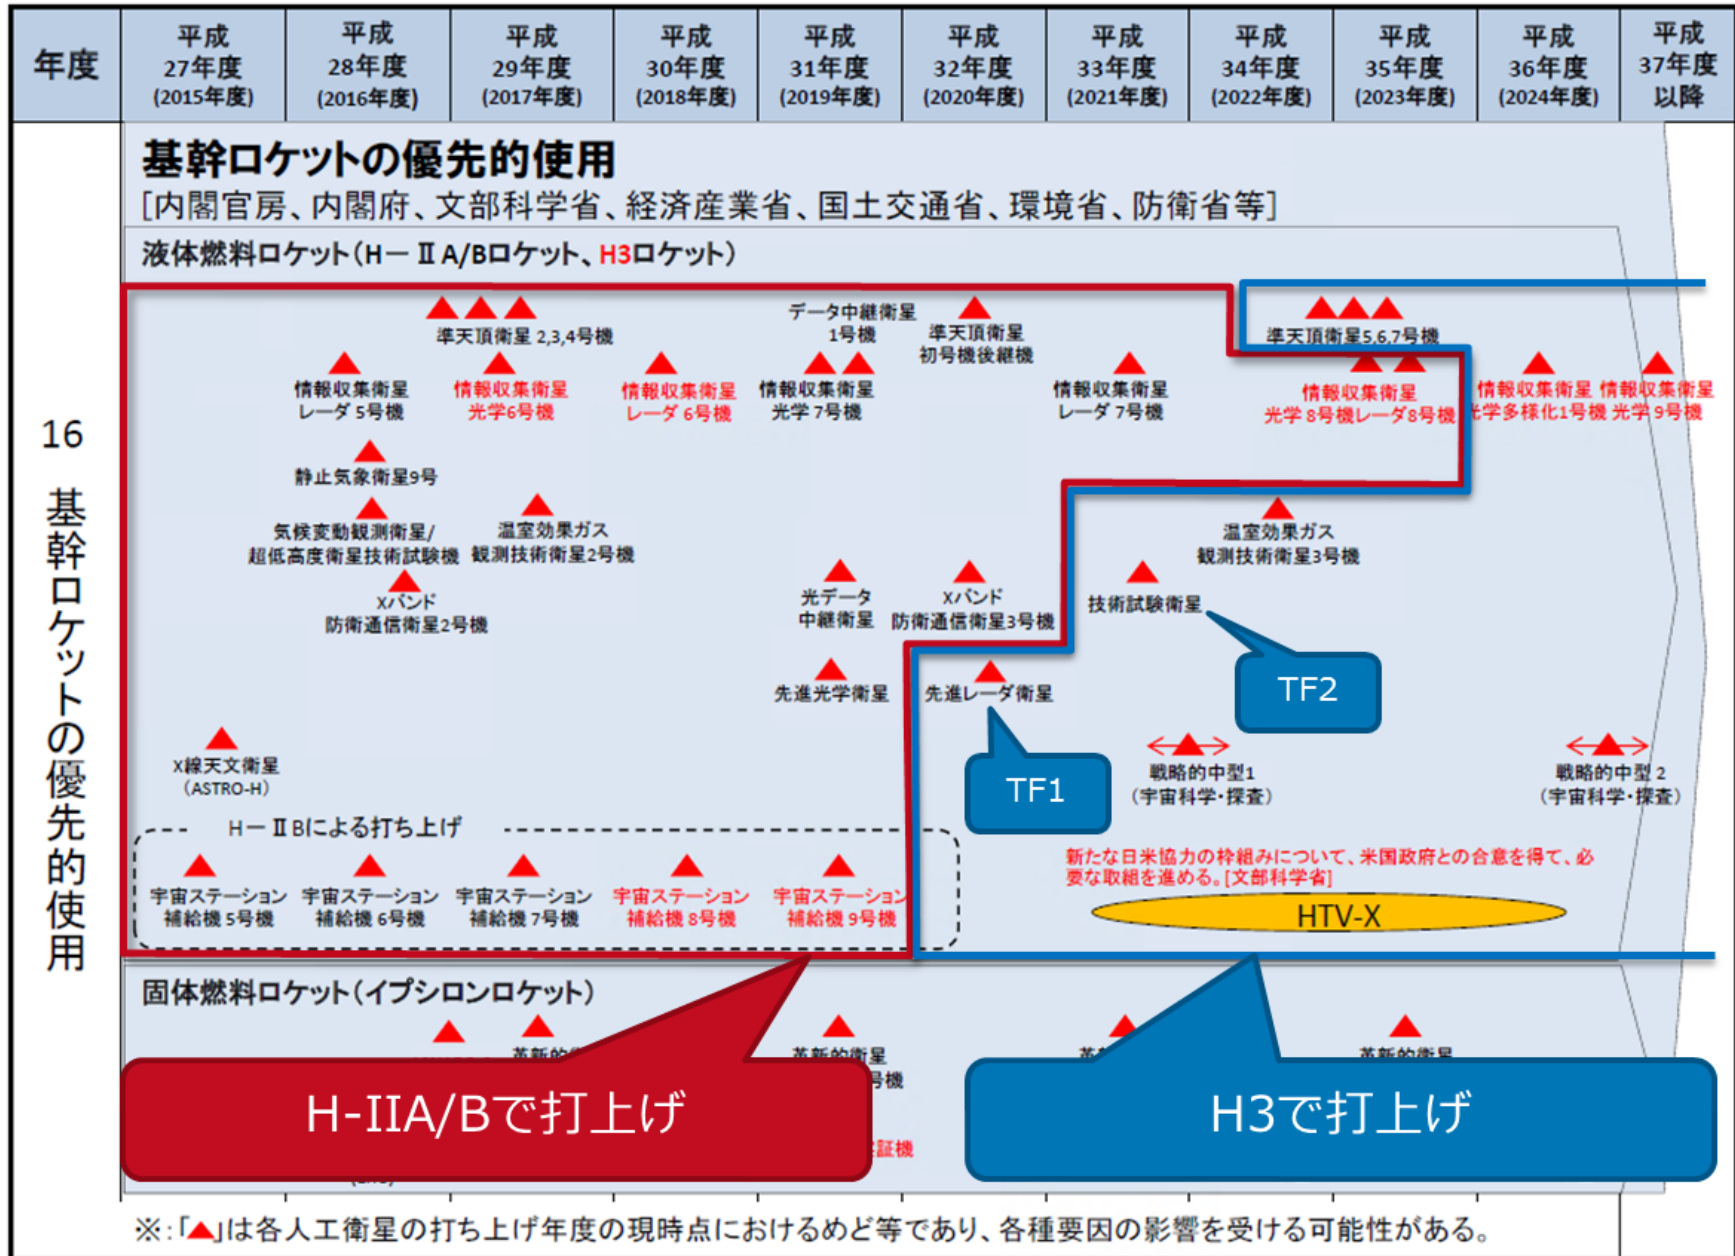 年度
平成
27年度
(2015年度)
平成
28年度
(2016年度)
平成
29年度
(2017年度)
平成
30年度
(2018年度)
平成
31年度
(2019年度)
平成
32年度
(2020年度)
平成
33年度
(2021年度)
平成
34年度
(2022年度)
平成
35年度
(2023年度)
平成
36年度
(2024年度)
平成
37年度
以降
16 基幹ロケットの優先的使用
基幹ロケットの優先的使用
[内閣官房、内閣府、文部科学省、経済産業省、国土交通省、環境省、防衛省等]
液体燃料ロケット(H-ⅡA/Bロケット、H3ロケット)
準天頂衛星 2,3,4号機
データ中継衛星
1号機
準天頂衛星
初号機後継機
準天頂衛星5,6,7号機
情報収集衛星
レーダ 5号機
情報収集衛星
光学6号機
情報収集衛星
レーダ 6号機
情報収集衛星
光学 7号機
情報収集衛星
レーダ 7号機
情報収集衛星
光学 8号機レーダ8号機
情報収集衛星
光学多様化1号機
情報収集衛星
光学 9号機
静止気象衛星9号
気候変動観測衛星/
超低高度衛星技術試験機
温室効果ガス
観測技術衛星2号機
温室効果ガス
観測技術衛星3号機
Xバンド
防衛通信衛星2号機
光データ
中継衛星
Xバンド
防衛通信衛星3号機
技術試験衛星
TF2
先進光学衛星
先進レーダ衛星
TF1
X線天文衛星
(ASTRO-H)
戦略的中型1
(宇宙科学・探査)
戦略的中型 2
(宇宙科学・探査)
H-ⅡBによる打ち上げ
宇宙ステーション
補給機 5号機
宇宙ステーション
補給機 6号機
宇宙ステーション
補給機 7号機
宇宙ステーション
補給機 8号機
宇宙ステーション
補給機 9号機
新たな日米協力の枠組みについて、米国政府との合意を得て、必
要な取組を進める。[文部科学省]
HTV-X
固体燃料ロケット(イプシロンロケット)
革新的衛星
号機
革新的衛星
H-IIA/Bで打上げ
H3で打上げ
証機
※:「▲」は各人工衛星の打ち上げ年度の現時点におけるめど等であり、各種要因の影響を受ける可能性がある。